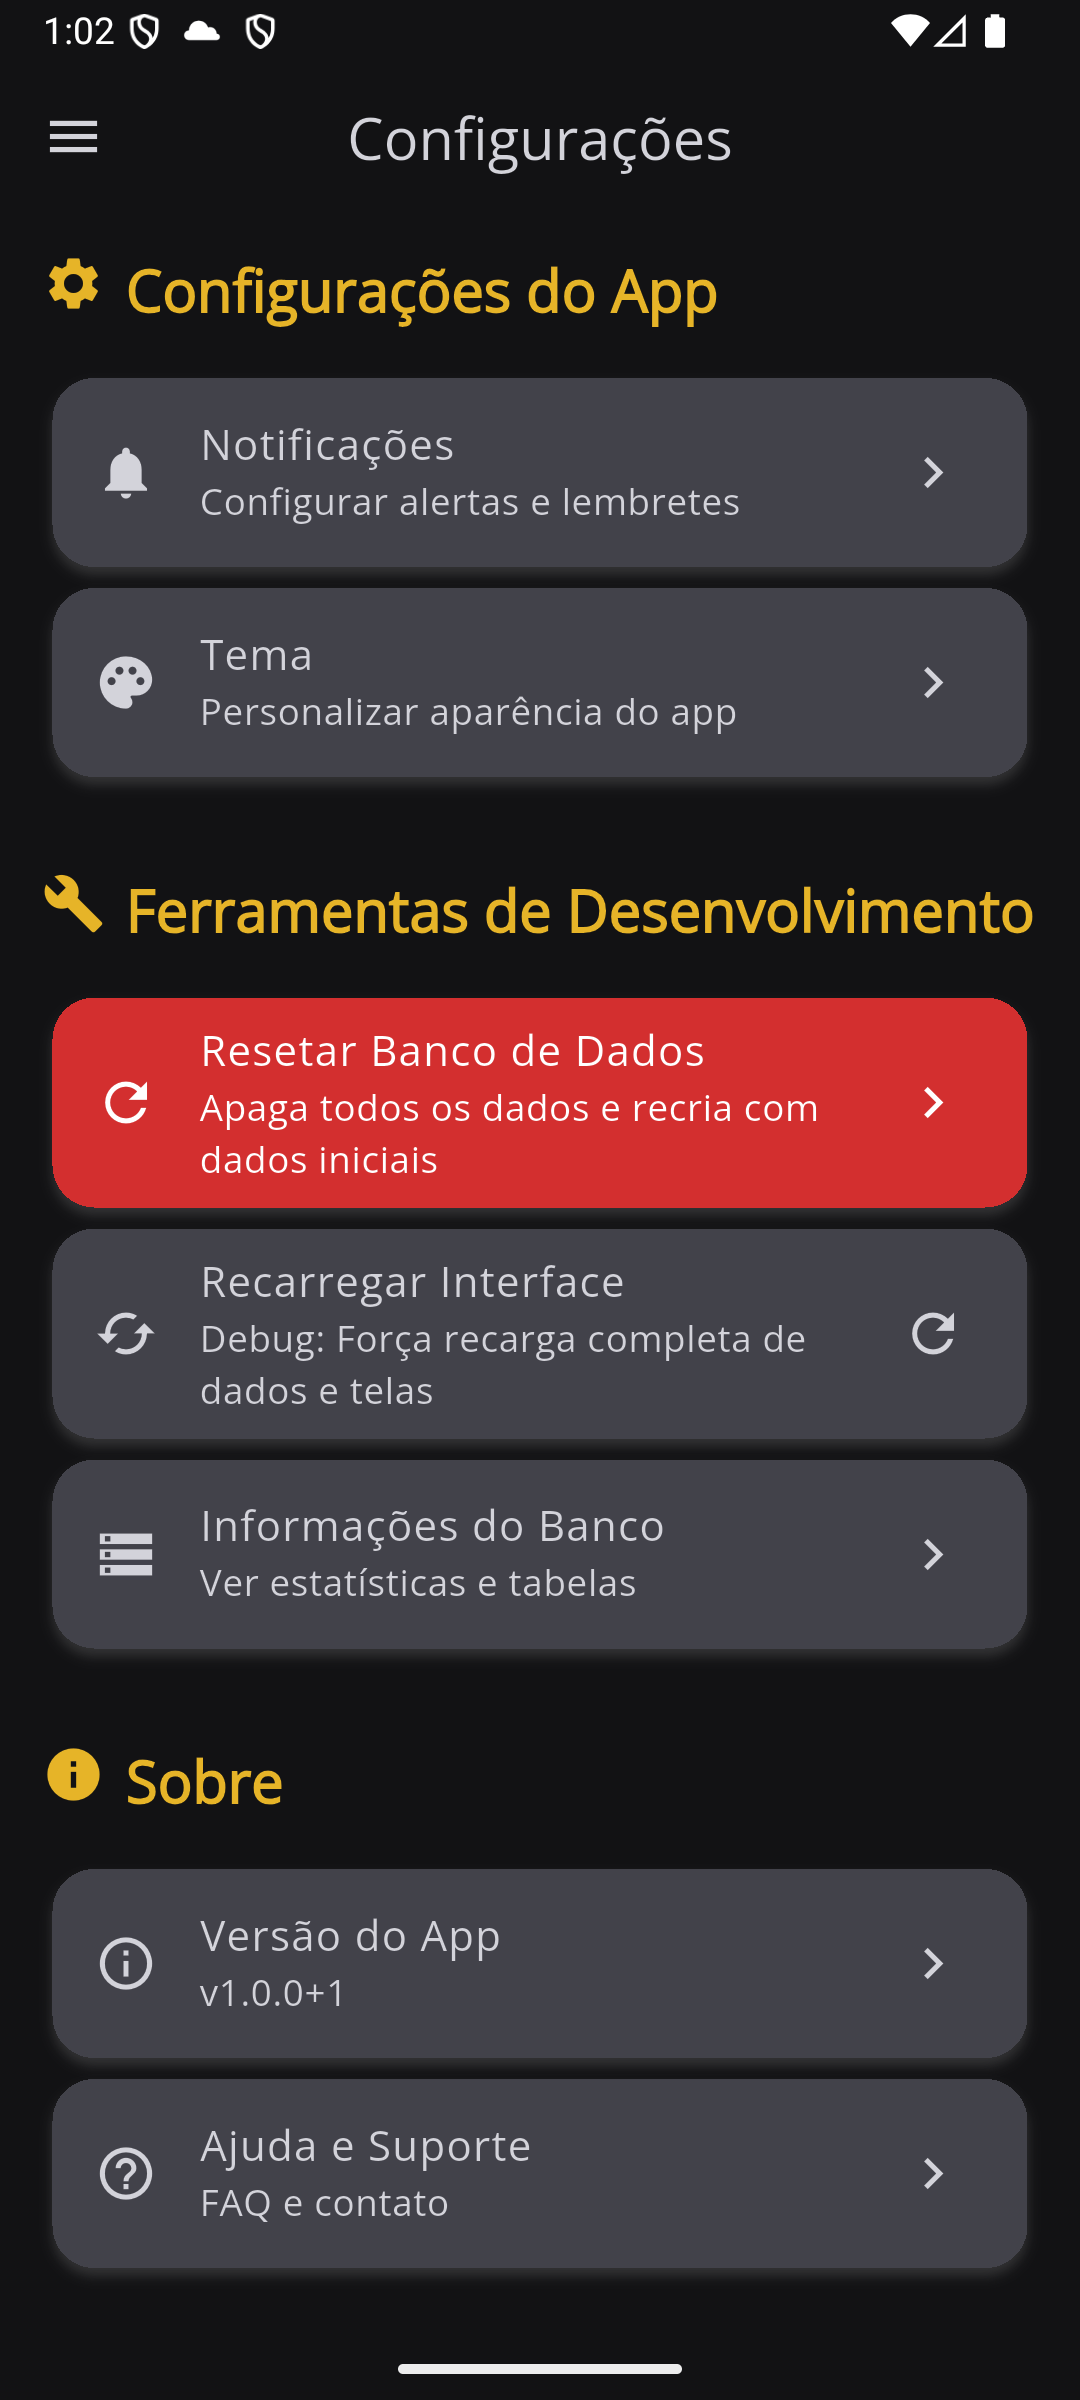 1:02
Configurações
Configurações do App
Notificações
Configurar alertas e lembretes
Tema
Personalizar aparência do app
Ferramentas de Desenvolvimento
Resetar Banco de Dados
Apaga todos os dados e recria com
dados iniciais
Recarregar Interface
Debug: Força recarga completa de
dados e telas
Informações do Banco
Ver estatísticas e tabelas
Sobre
Versão do App
v1.0.0+1
Ajuda e Suporte
FAQ e contato